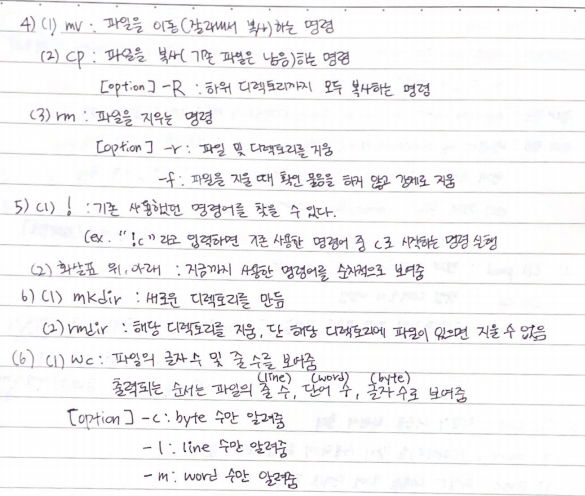 4) (1) mv : 파일을 이동(잘라내서 복사)하는 명령
(2) cp : 파일을 복사(기존 파일은 남음)하는 명령
[option] -R : 하위 디렉토리까지 모두 복사하는 명령
(3) rm : 파일을 지우는 명령
[option] -r : 파일 및 디렉토리를 지움
-f : 파일을 지울 때 확인 물음을 하지 않고 강제로 지움
5) (1) ! : 기존 사용했던 명령어를 찾을 수 있다.
(ex. "!c"라고 입력하면 기존 사용한 명령어 중 c로 시작하는 명령 실행
(2) 화살표 위, 아래 : 지금까지 사용한 명령어를 순차적으로 보여줌
6) (1) mkdir : 새로운 디렉토리를 만듦
(2) rmdir : 해당 디렉토리를 지움, 단 해당 디렉토리에 파일이 있으면 지울 수 없음
(6) (1) wc : 파일의 글자 수 및 줄 수를 보여줌
(line) (word) (byte)
출력되는 순서는 파일의 줄 수, 단어 수, 글자 수로 보여줌
[option] -c : byte 수만 알려줌
-l : line 수만 알려줌
-m : word 수만 알려줌